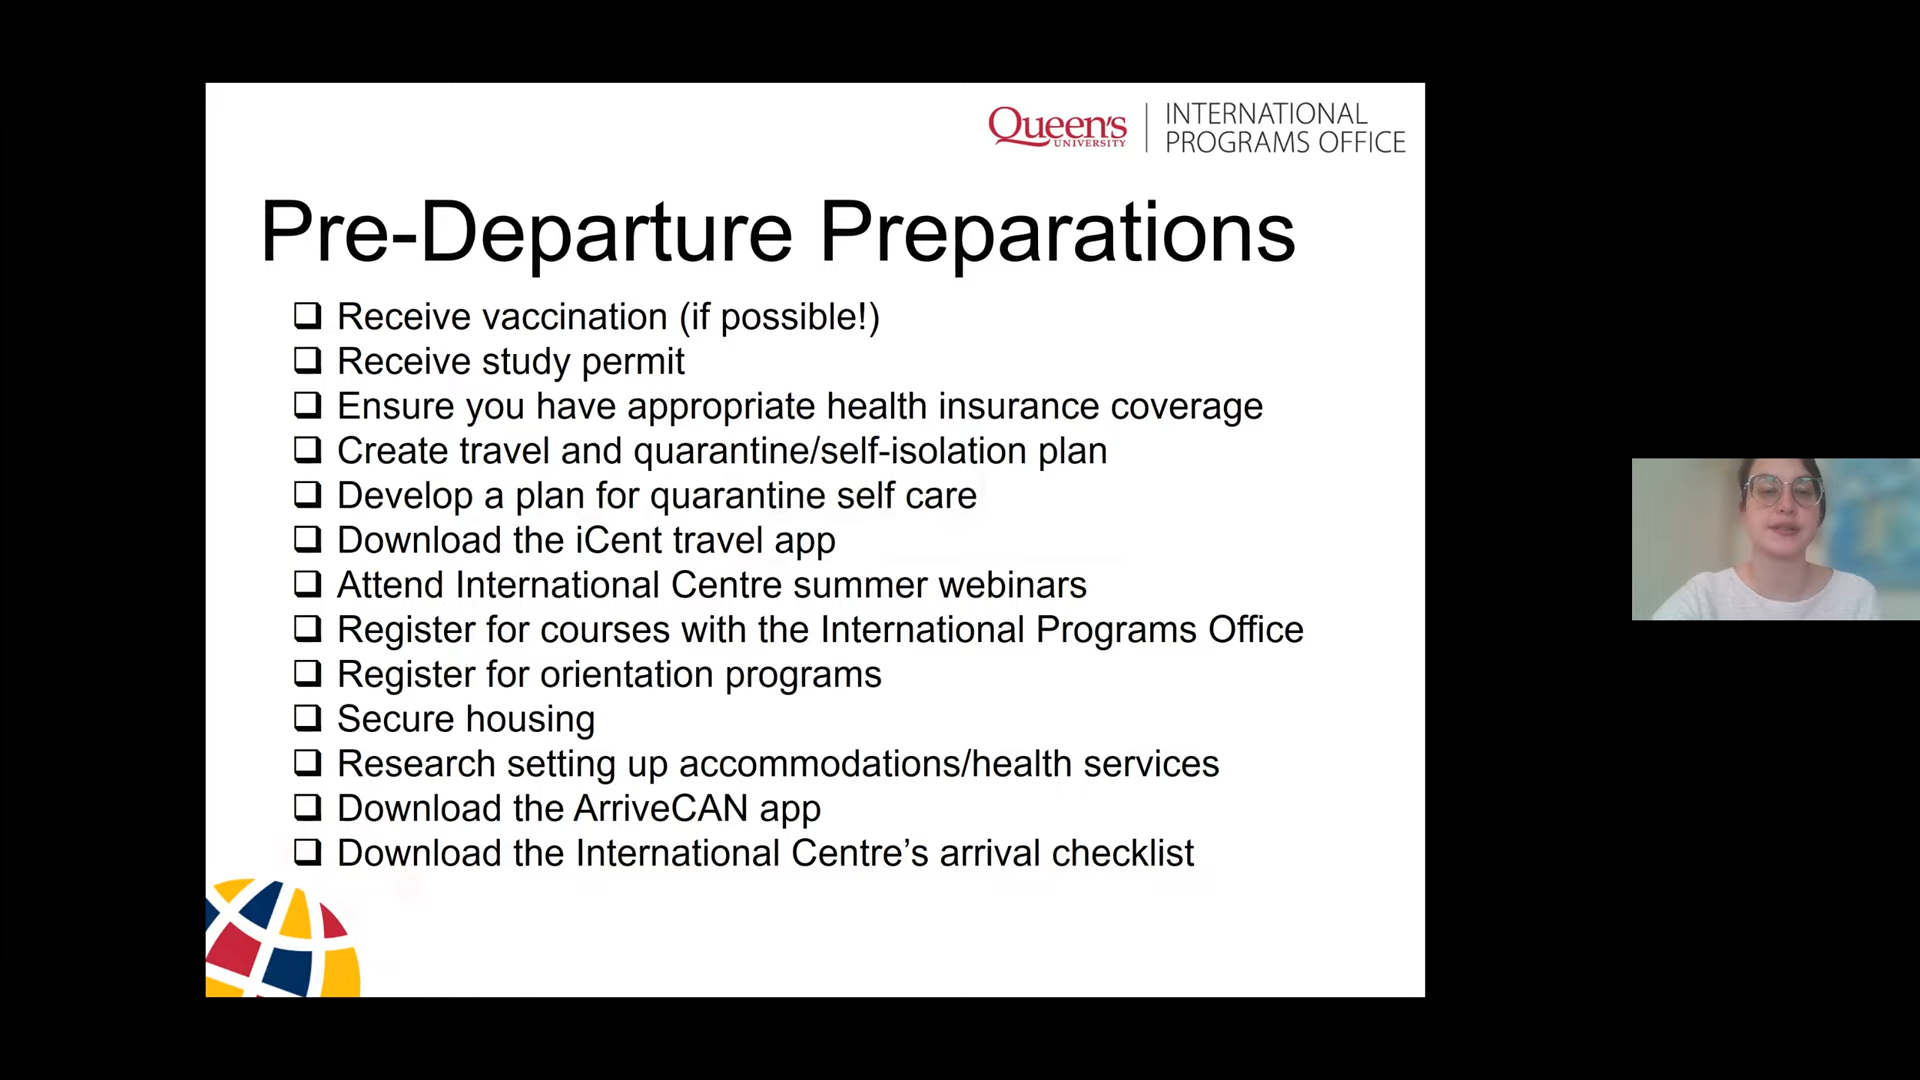 Queen's
UNIVERSITY
INTERNATIONAL
PROGRAMS OFFICE
Pre-Departure Preparations
❑ Receive vaccination (if possible!)
❑ Receive study permit
❑ Ensure you have appropriate health insurance coverage
❑ Create travel and quarantine/self-isolation plan
❑ Develop a plan for quarantine self care
❑ Download the iCent travel app
❑ Attend International Centre summer webinars
❑ Register for courses with the International Programs Office
❑ Register for orientation programs
❑ Secure housing
❑ Research setting up accommodations/health services
❑ Download the ArriveCAN app
❑ Download the International Centre’s arrival checklist